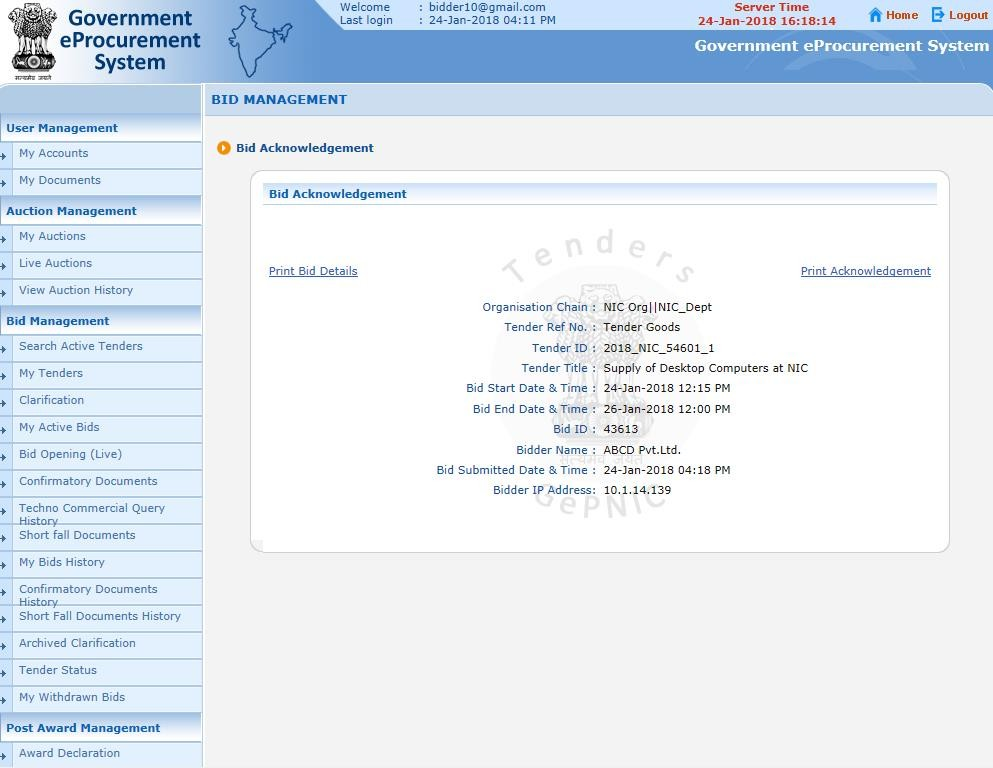 Government
eProcurement
System
सत्यमेव जयते
Welcome : bidder10@gmail.com
Last login : 24-Jan-2018 04:11 PM
Server Time
24-Jan-2018 16:18:14
Home
Logout
Government eProcurement System
BID MANAGEMENT
User Management
My Accounts
My Documents
Auction Management
My Auctions
Live Auctions
View Auction History
Bid Management
Search Active Tenders
My Tenders
Clarification
My Active Bids
Bid Opening (Live)
Confirmatory Documents
Techno Commercial Query
History
Short fall Documents
My Bids History
Confirmatory Documents
History
Short Fall Documents History
Archived Clarification
Tender Status
My Withdrawn Bids
Post Award Management
Award Declaration
Bid Acknowledgement
Bid Acknowledgement
Tenders
Print Bid Details
Print Acknowledgement
Organisation Chain : NIC Org||NIC_Dept
Tender Ref No. : Tender Goods
Tender ID : 2018_NIC_54601_1
Tender Title : Supply of Desktop Computers at NIC
Bid Start Date & Time : 24-Jan-2018 12:15 PM
Bid End Date & Time : 26-Jan-2018 12:00 PM
Bid ID : 43613
Bidder Name : ABCD Pvt.Ltd.
सत्यमेव जयते
Bid Submitted Date & Time : 24-Jan-2018 04:18 PM
Bidder IP Address: 10.1.14.139
GePNIC